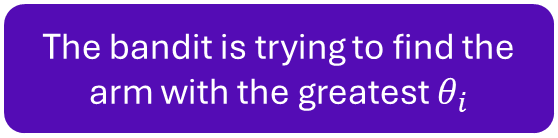 The bandit is trying to find the
arm with the greatest θᵢ